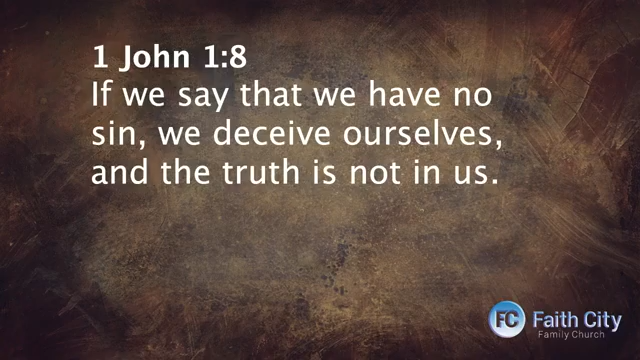 1 John 1:8
If we say that we have no
sin, we deceive ourselves,
and the truth is not in us.
FC Faith City
Family Church